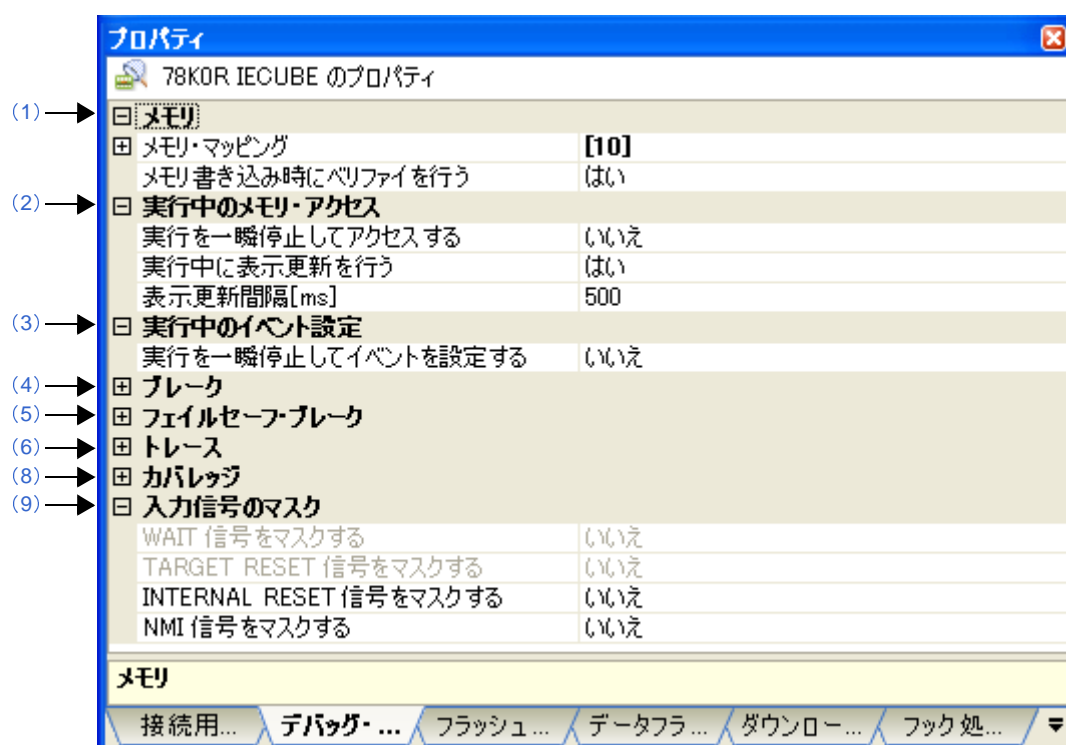 プロパティ
78K0R IECUBE のプロパティ
(1) メモリ
メモリ・マッピング [10]
メモリ書き込み時にベリファイを行う はい
(2) 実行中のメモリ・アクセス
実行を一瞬停止してアクセスする いいえ
実行中に表示更新を行う はい
表示更新間隔[ms] 500
(3) 実行中のイベント設定
実行を一瞬停止してイベントを設定する いいえ
(4) ブレーク
(5) フェイルセーフ・ブレーク
(6) トレース
(8) カバレッジ
(9) 入力信号のマスク
WAIT 信号をマスクする いいえ
TARGET RESET 信号をマスクする いいえ
INTERNAL RESET 信号をマスクする いいえ
NMI 信号をマスクする いいえ
メモリ
接続用... デバッグ・... フラッシュ... データフラ... ダウンロー... フック処...